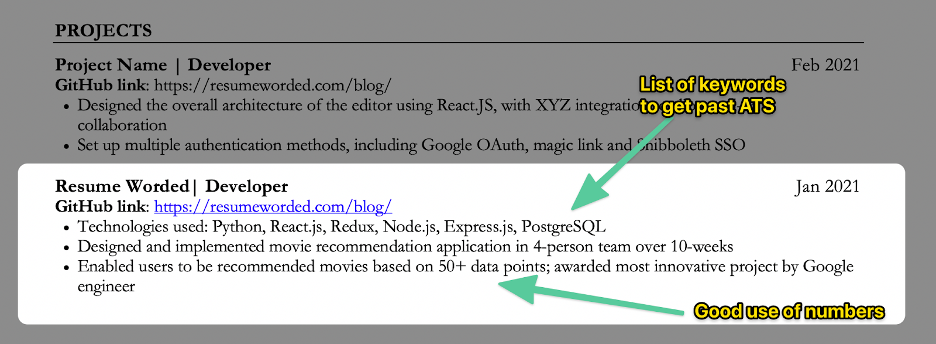 PROJECTS
Project Name | Developer Feb 2021
GitHub link: https://resumeworded.com/blog/
List of keywords
to get past ATS
• Designed the overall architecture of the editor using React.JS, with XYZ
collaboration
• Set up multiple authentication methods, including Google OAuth, magic link and Shibboleth SSO
Resume Worded| Developer Jan 2021
GitHub link: https://resumeworded.com/blog/
• Technologies used: Python, React.js, Redux, Node.js, Express.js, PostgreSQL
• Designed and implemented movie recommendation application in 4-person team over 10-weeks
• Enabled users to be recommended movies based on 50+ data points; awarded most innovative project by Google
engineer
Good use of numbers